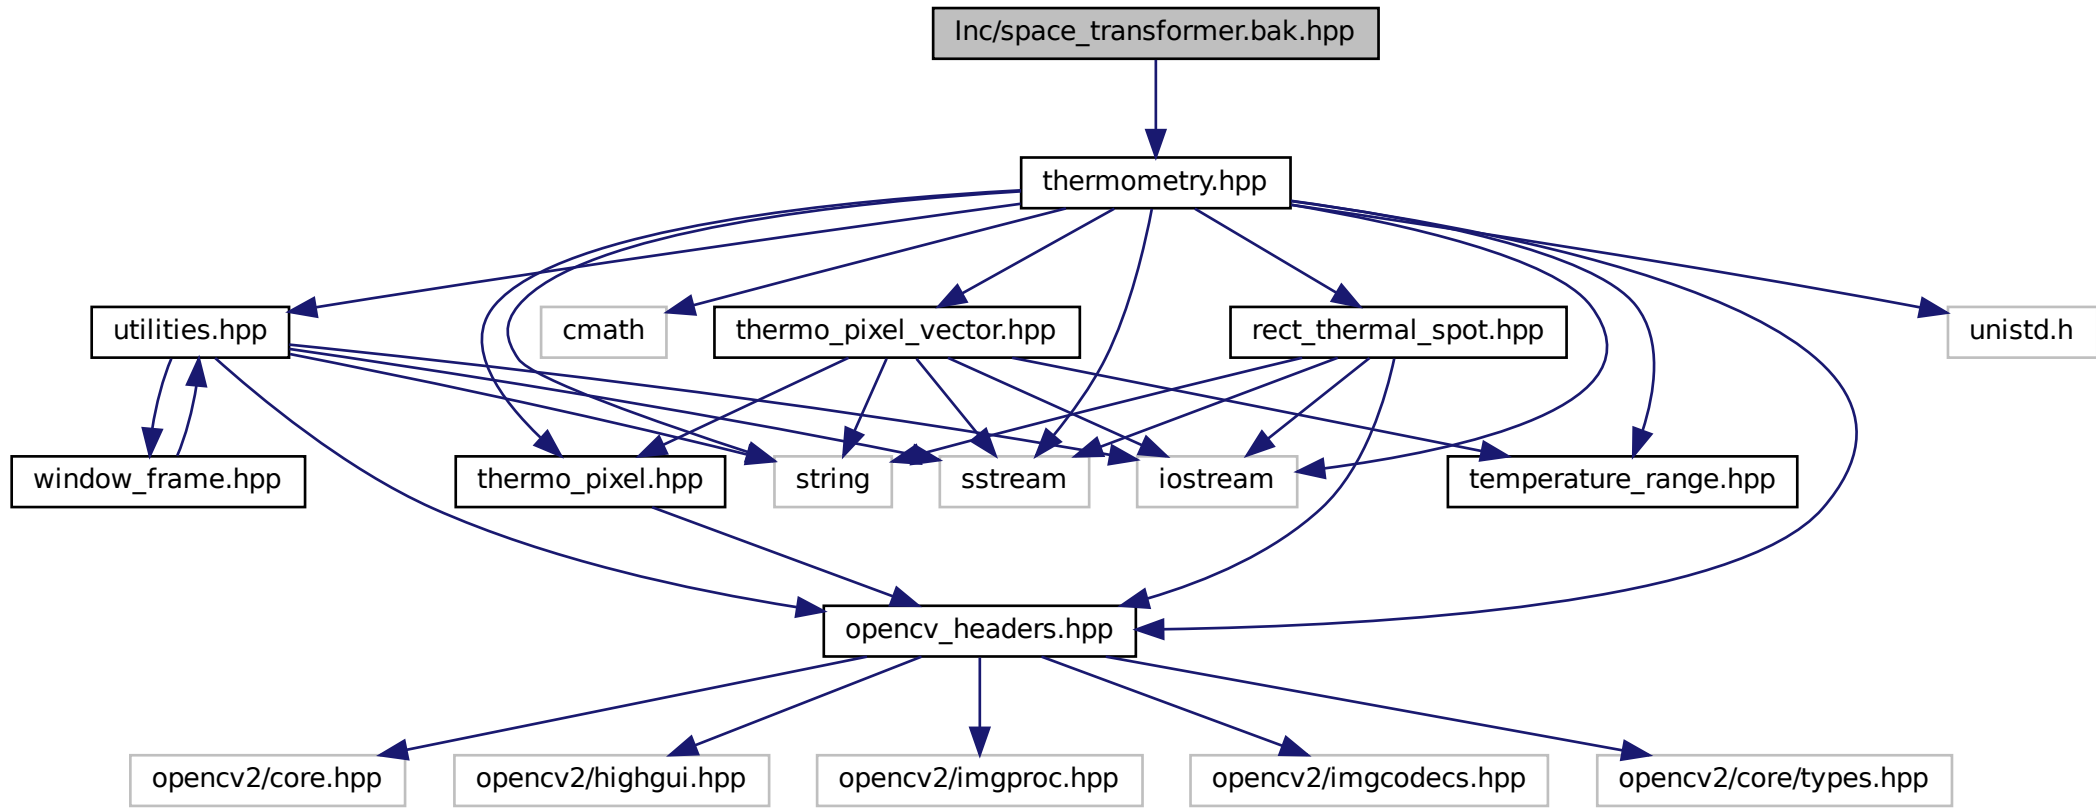 Inc/space_transformer.bak.hpp
thermometry.hpp
utilities.hpp
cmath
thermo_pixel_vector.hpp
rect_thermal_spot.hpp
unistd.h
window_frame.hpp
thermo_pixel.hpp
string
sstream
iostream
temperature_range.hpp
opencv_headers.hpp
opencv2/core.hpp
opencv2/highgui.hpp
opencv2/imgproc.hpp
opencv2/imgcodecs.hpp
opencv2/core/types.hpp